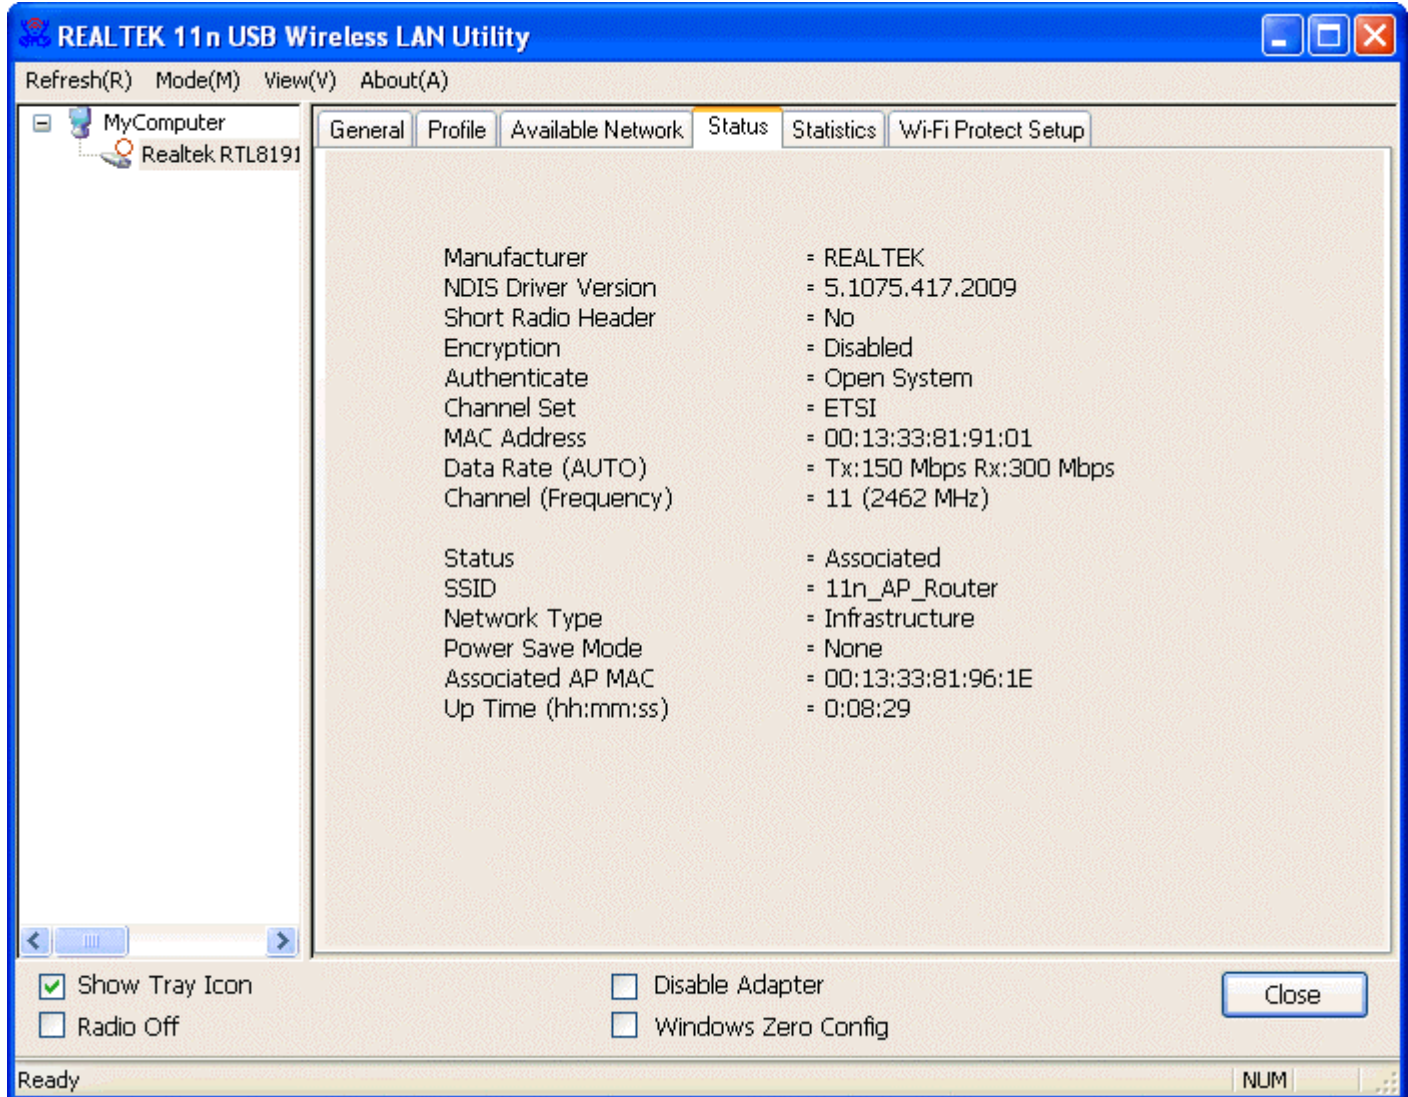 REALTEK 11n USB Wireless LAN Utility
Refresh(R) Mode(M) View(V) About(A)
MyComputer
Realtek RTL8191
General Profile Available Network Status Statistics Wi-Fi Protect Setup
Manufacturer = REALTEK
NDIS Driver Version = 5.1075.417.2009
Short Radio Header = No
Encryption = Disabled
Authenticate = Open System
Channel Set = ETSI
MAC Address = 00:13:33:81:91:01
Data Rate (AUTO) = Tx:150 Mbps Rx:300 Mbps
Channel (Frequency) = 11 (2462 MHz)
Status = Associated
SSID = 11n_AP_Router
Network Type = Infrastructure
Power Save Mode = None
Associated AP MAC = 00:13:33:81:96:1E
Up Time (hh:mm:ss) = 0:08:29
Show Tray Icon Disable Adapter Close
Radio Off Windows Zero Config
Ready NUM